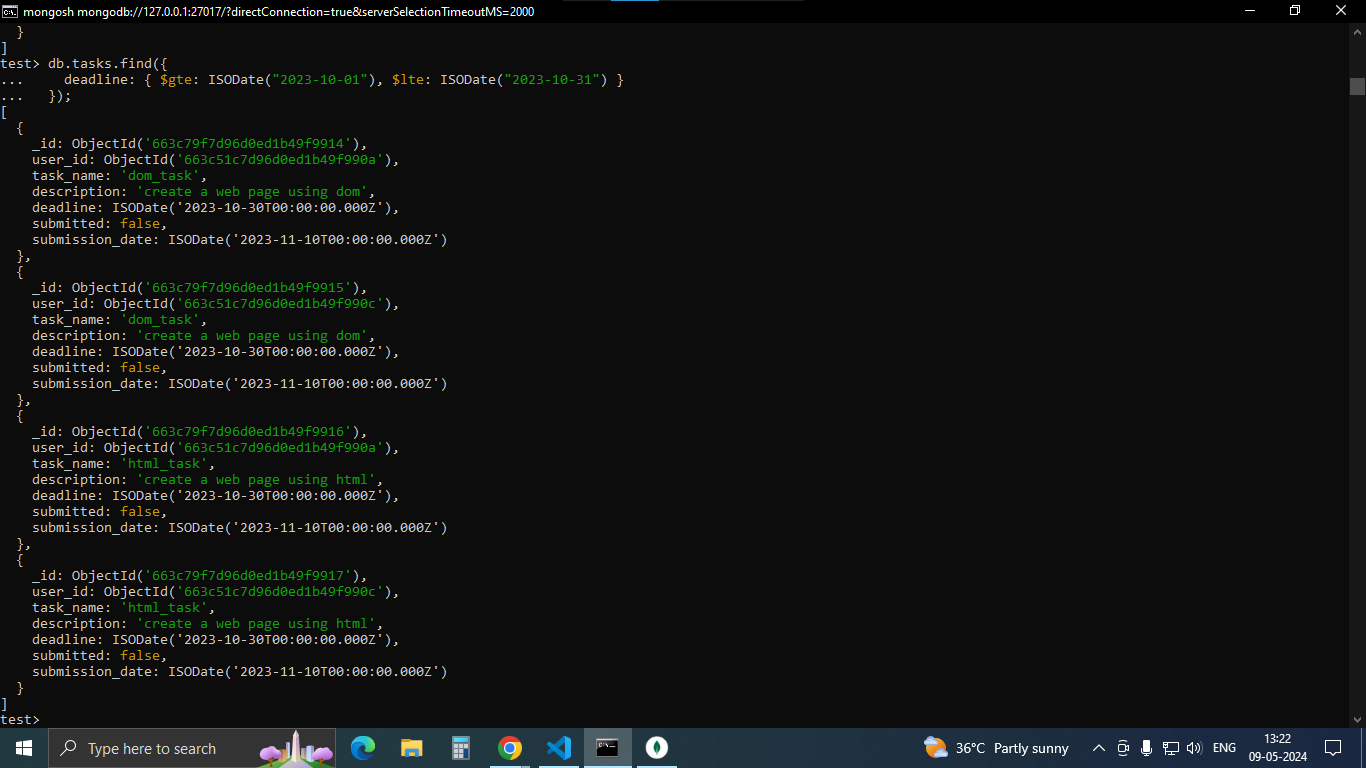 mongosh mongodb://127.0.0.1:27017/?directConnection=true&serverSelectionTimeoutMS=2000
  }
]
test> db.tasks.find({
...     deadline: { $gte: ISODate("2023-10-01"), $lte: ISODate("2023-10-31") }
...   });
[
  {
    _id: ObjectId('663c79f7d96d0ed1b49f9914'),
    user_id: ObjectId('663c51c7d96d0ed1b49f990a'),
    task_name: 'dom_task',
    description: 'create a web page using dom',
    deadline: ISODate('2023-10-30T00:00:00.000Z'),
    submitted: false,
    submission_date: ISODate('2023-11-10T00:00:00.000Z')
  },
  {
    _id: ObjectId('663c79f7d96d0ed1b49f9915'),
    user_id: ObjectId('663c51c7d96d0ed1b49f990c'),
    task_name: 'dom_task',
    description: 'create a web page using dom',
    deadline: ISODate('2023-10-30T00:00:00.000Z'),
    submitted: false,
    submission_date: ISODate('2023-11-10T00:00:00.000Z')
  },
  {
    _id: ObjectId('663c79f7d96d0ed1b49f9916'),
    user_id: ObjectId('663c51c7d96d0ed1b49f990a'),
    task_name: 'html_task',
    description: 'create a web page using html',
    deadline: ISODate('2023-10-30T00:00:00.000Z'),
    submitted: false,
    submission_date: ISODate('2023-11-10T00:00:00.000Z')
  },
  {
    _id: ObjectId('663c79f7d96d0ed1b49f9917'),
    user_id: ObjectId('663c51c7d96d0ed1b49f990c'),
    task_name: 'html_task',
    description: 'create a web page using html',
    deadline: ISODate('2023-10-30T00:00:00.000Z'),
    submitted: false,
    submission_date: ISODate('2023-11-10T00:00:00.000Z')
  }
]
test>
Type here to search
36°C Partly sunny
ENG
13:22
09-05-2024